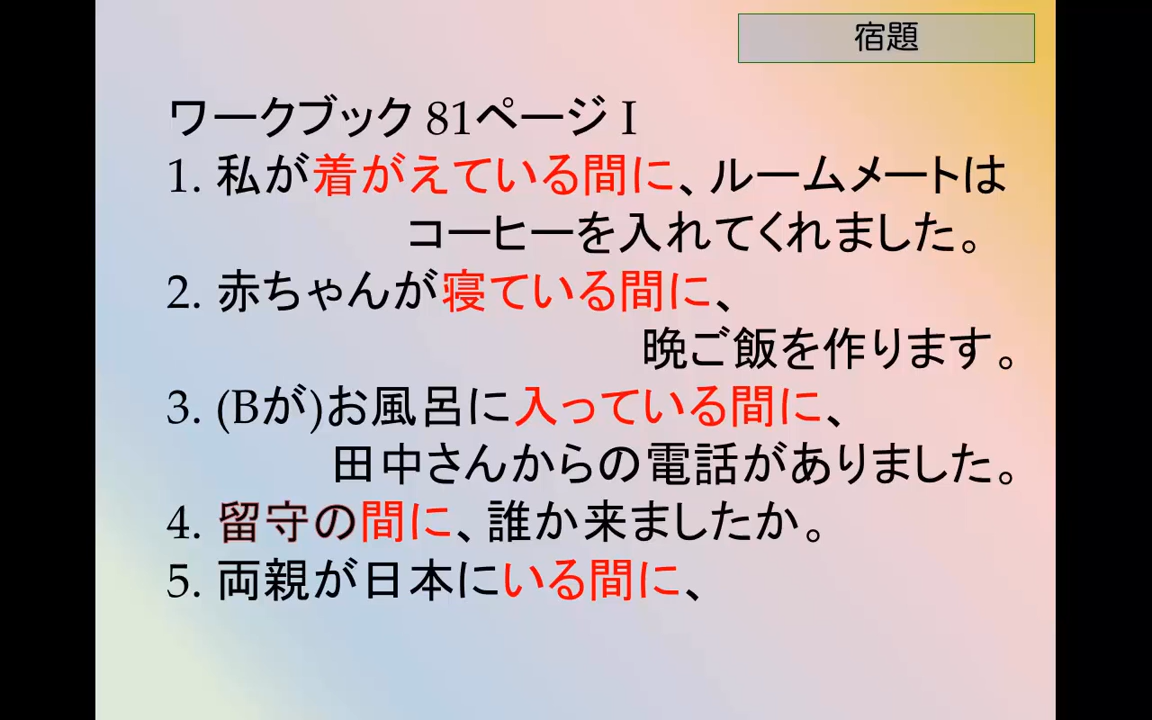 宿題
ワークブック 81ページ I
1. 私が着がえている間に、ルームメートは
コーヒーを入れてくれました。
2. 赤ちゃんが寝ている間に、
晩ご飯を作ります。
3. (Bが)お風呂に入っている間に、
田中さんからの電話がありました。
4. 留守の間に、誰か来ましたか。
5. 両親が日本にいる間に、